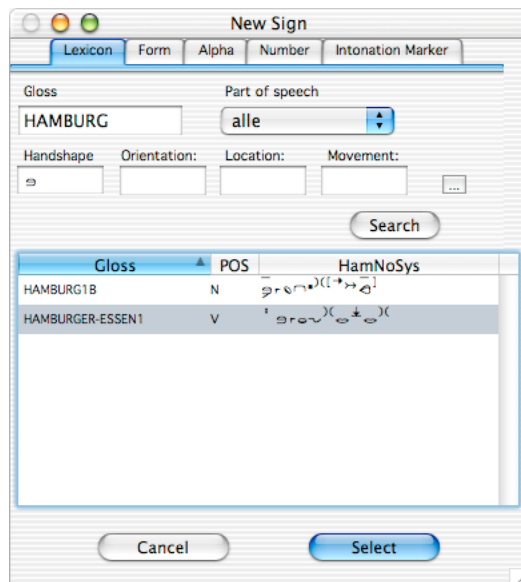 New Sign
Lexicon Form Alpha Number Intonation Marker
Gloss Part of speech
HAMBURG alle
Handshape Orientation: Location: Movement:
...
Search
Gloss POS HamNoSys
HAMBURG1B N
HAMBURGER-ESSEN1 V
Cancel Select